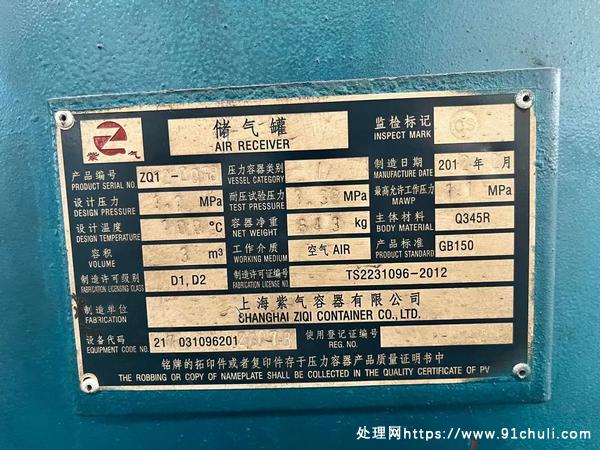 紫 气
储气罐
AIR RECEIVER
监检标记
INSPECT MARK
CS
产品编号
PRODUCT SERIAL NO.
ZQ1 -
压力容器类别
VESSEL CATEGORY
制造日期
MANUFACTURE DATE
年 月
设计压力
DESIGN PRESSURE
MPa
耐压试验压力
TEST PRESSURE
MPa
最高允许工作压力
MAWP
MPa
设计温度
DESIGN TEMPERATURE
℃
容器净重
NET WEIGHT
kg
主体材料
BODY MATERIAL
Q345R
容积
VOLUME
3 m³
工作介质
WORKING MEDIUM
空气 AIR
产品标准
PRODUCT STANDARD
GB150
制造许可级别
FABRICATION LICENSING CLASS
D1, D2
制造许可证编号
FABRICATION LICENSE NO.
TS2231096-2012
制造单位
FABRICATION
上海紫气容器有限公司
SHANGHAI ZIQI CONTAINER CO., LTD.
设备代码
EQUIPMENT CODE NO.
使用登记证编号
REG. NO.
铭牌的拓印件或者复印件存于压力容器产品质量证明书中
THE ROBBING OR COPY OF NAMEPLATE SHALL BE COLLECTED IN THE QUALITY CERTIFICATE OF PV
处理网https://www.91chuli.com/